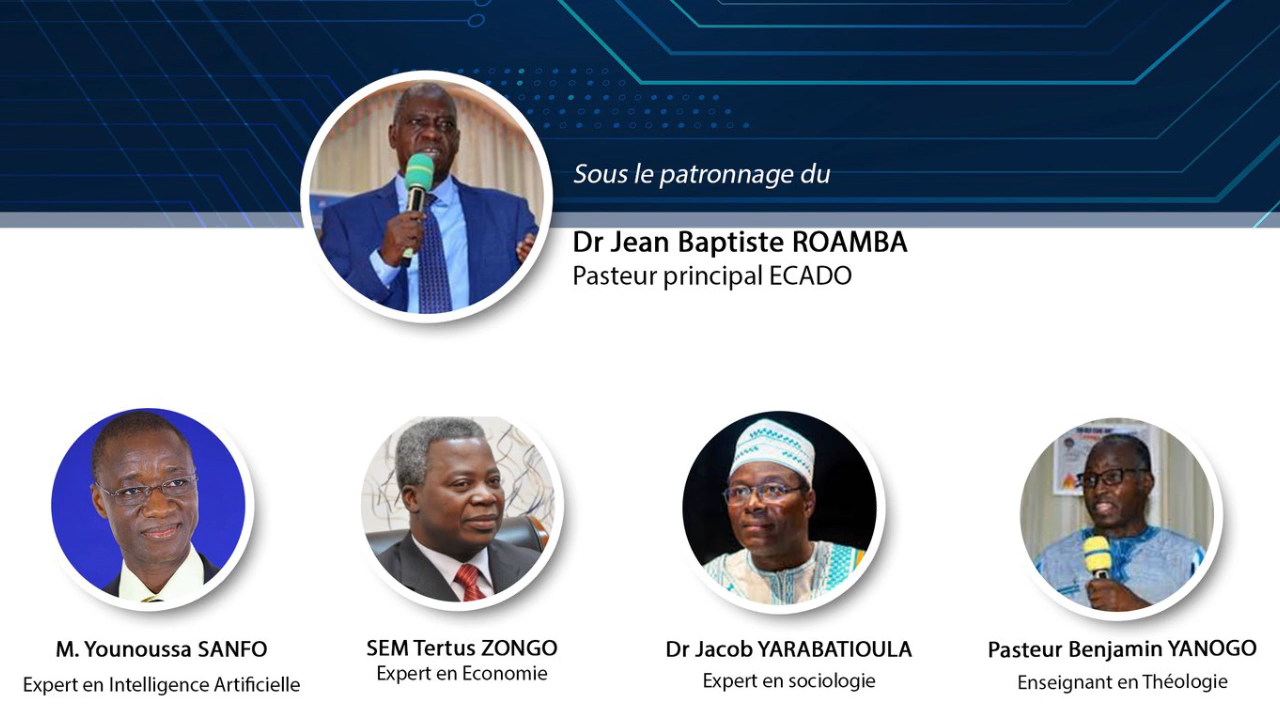 Sous le patronnage du
Dr Jean Baptiste ROAMBA
Pasteur principal ECADO
M. Younoussa SANFO
Expert en Intelligence Artificielle
SEM Tertus ZONGO
Expert en Economie
Dr Jacob YARABATIOULA
Expert en sociologie
Pasteur Benjamin YANOGO
Enseignant en Théologie